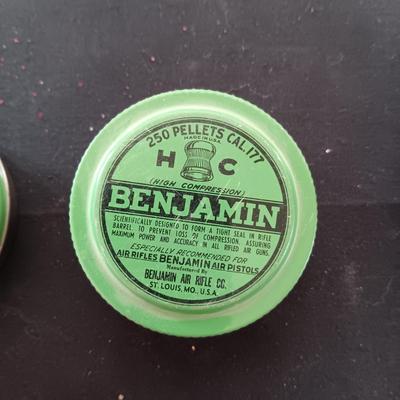 250 PELLETS CAL.177
MADE IN U.S.A.
H C
(HIGH COMPRESSION)
BENJAMIN
SCIENTIFICALLY DESIGNED TO FORM A TIGHT SEAL IN RIFLE
BARREL. TO PREVENT LOSS OF COMPRESSION, ASSURING
MAXIMUM POWER AND ACCURACY IN ALL RIFLED AIR GUNS.
ESPECIALLY RECOMMENDED FOR
AIR RIFLES BENJAMIN AIR PISTOLS
Manufactured By
BENJAMIN AIR RIFLE CO.
ST. LOUIS, MO., U.S.A.